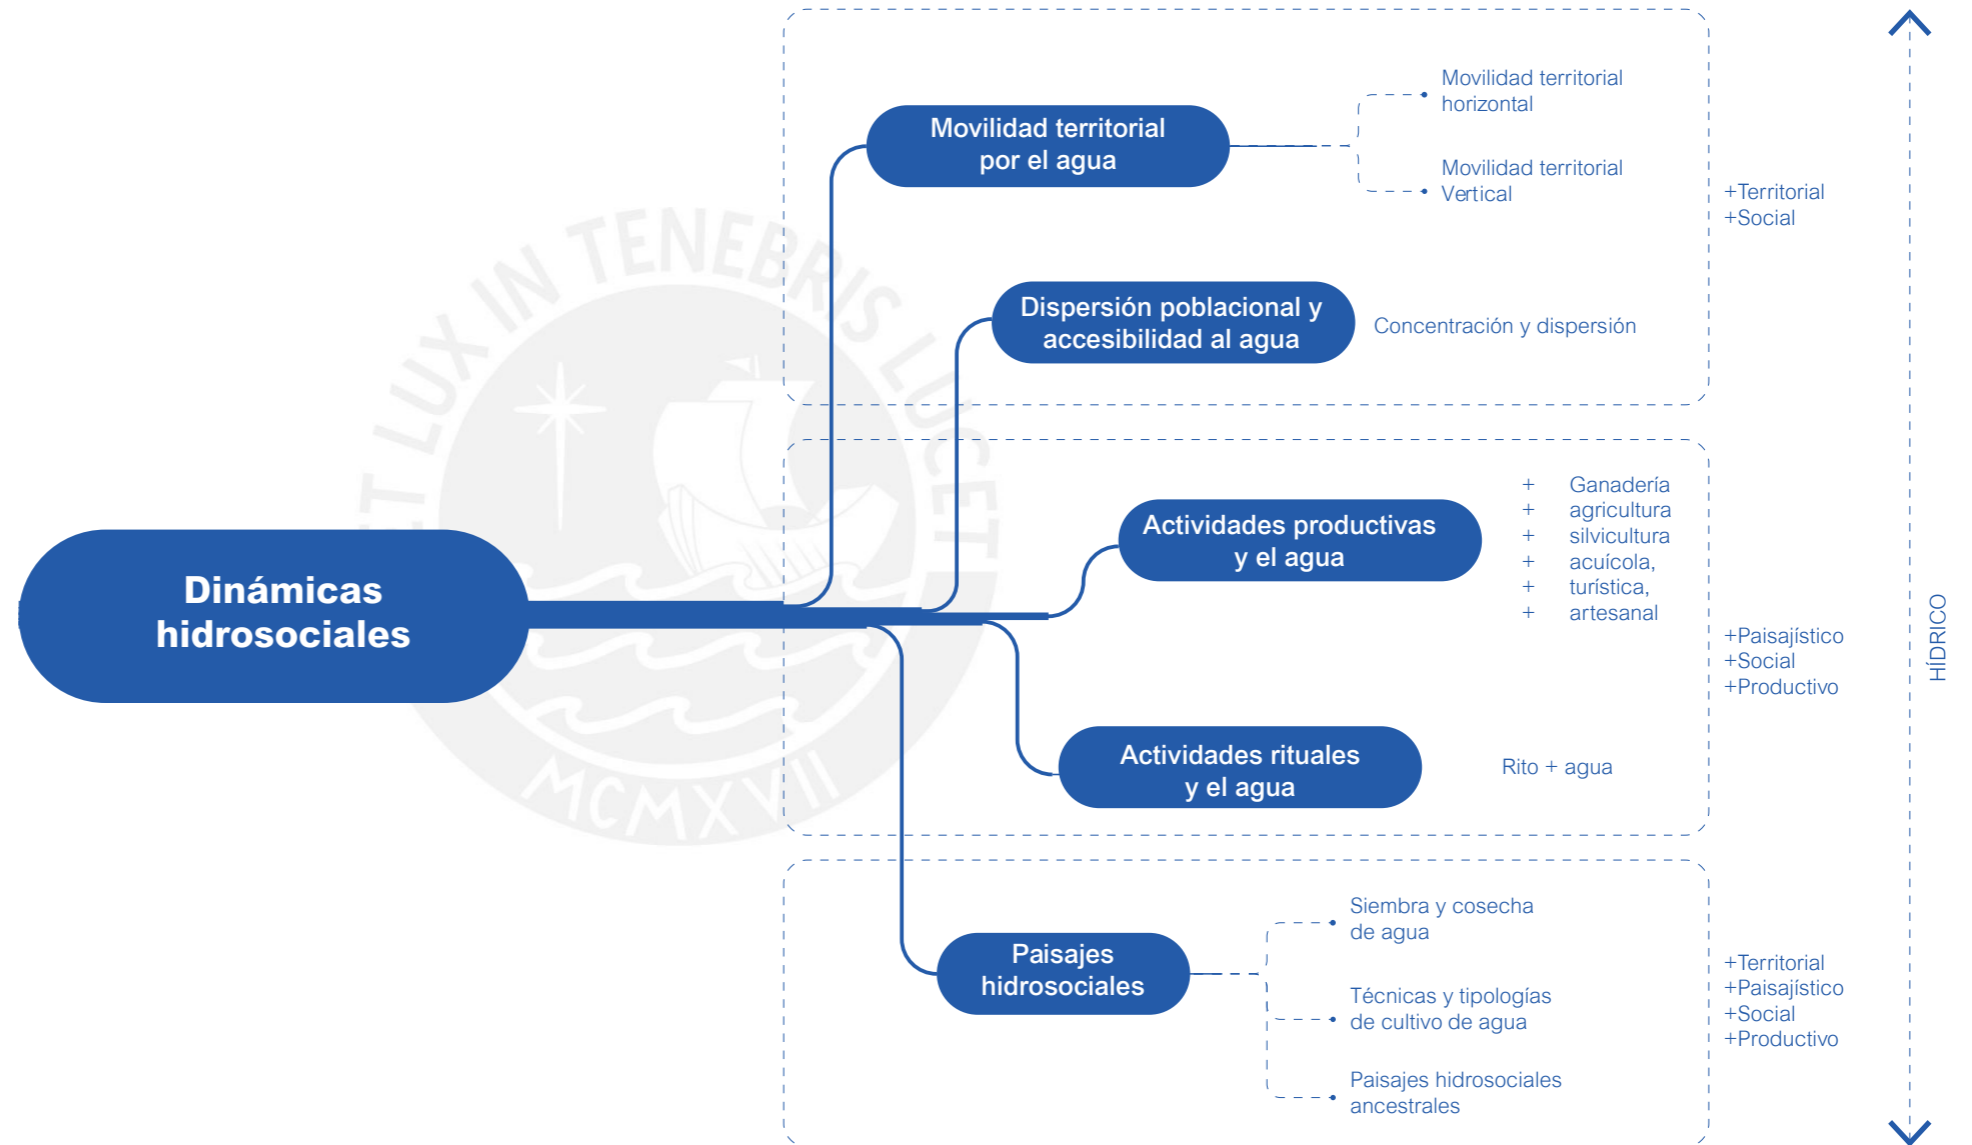 Movilidad territorial
por el agua
Movilidad territorial
horizontal
Movilidad territorial
Vertical
Dispersión poblacional y
accesibilidad al agua
Concentración y dispersión
+Territorial
+Social
Dinámicas
hidrosociales
Actividades productivas
y el agua
+ Ganadería
+ agricultura
+ silvicultura
+ acuícola,
+ turística,
+ artesanal
Actividades rituales
y el agua
Rito + agua
+Paisajístico
+Social
+Productivo
Paisajes
hidrosociales
Siembra y cosecha
de agua
Técnicas y tipologías
de cultivo de agua
Paisajes hidrosociales
ancestrales
+Territorial
+Paisajístico
+Social
+Productivo
HÍDRICO
ET LUX IN TENEBRIS LUCET
MCMXVII